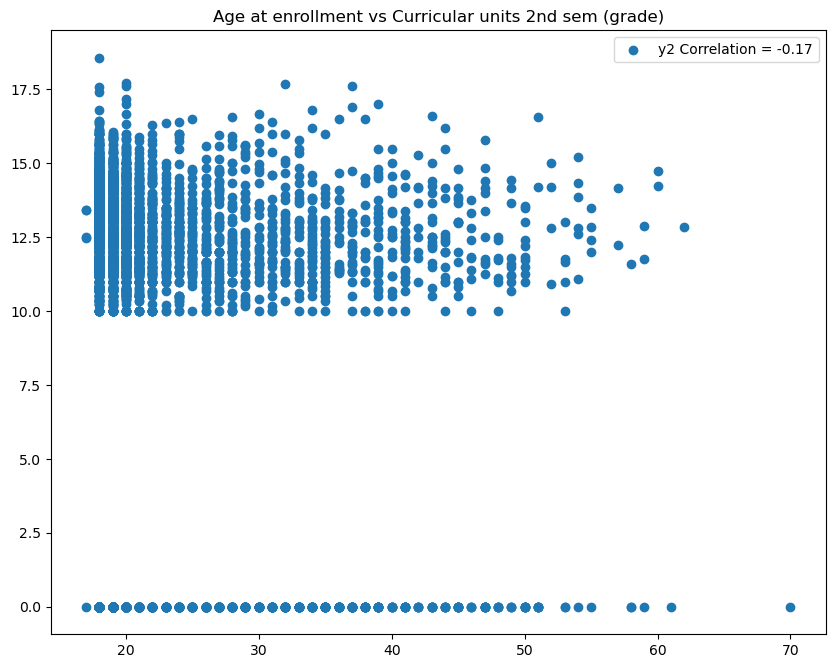 Age at enrollment vs Curricular units 2nd sem (grade)
y2 Correlation = -0.17
17.5
15.0
12.5
10.0
7.5
5.0
2.5
0.0
20 30 40 50 60 70